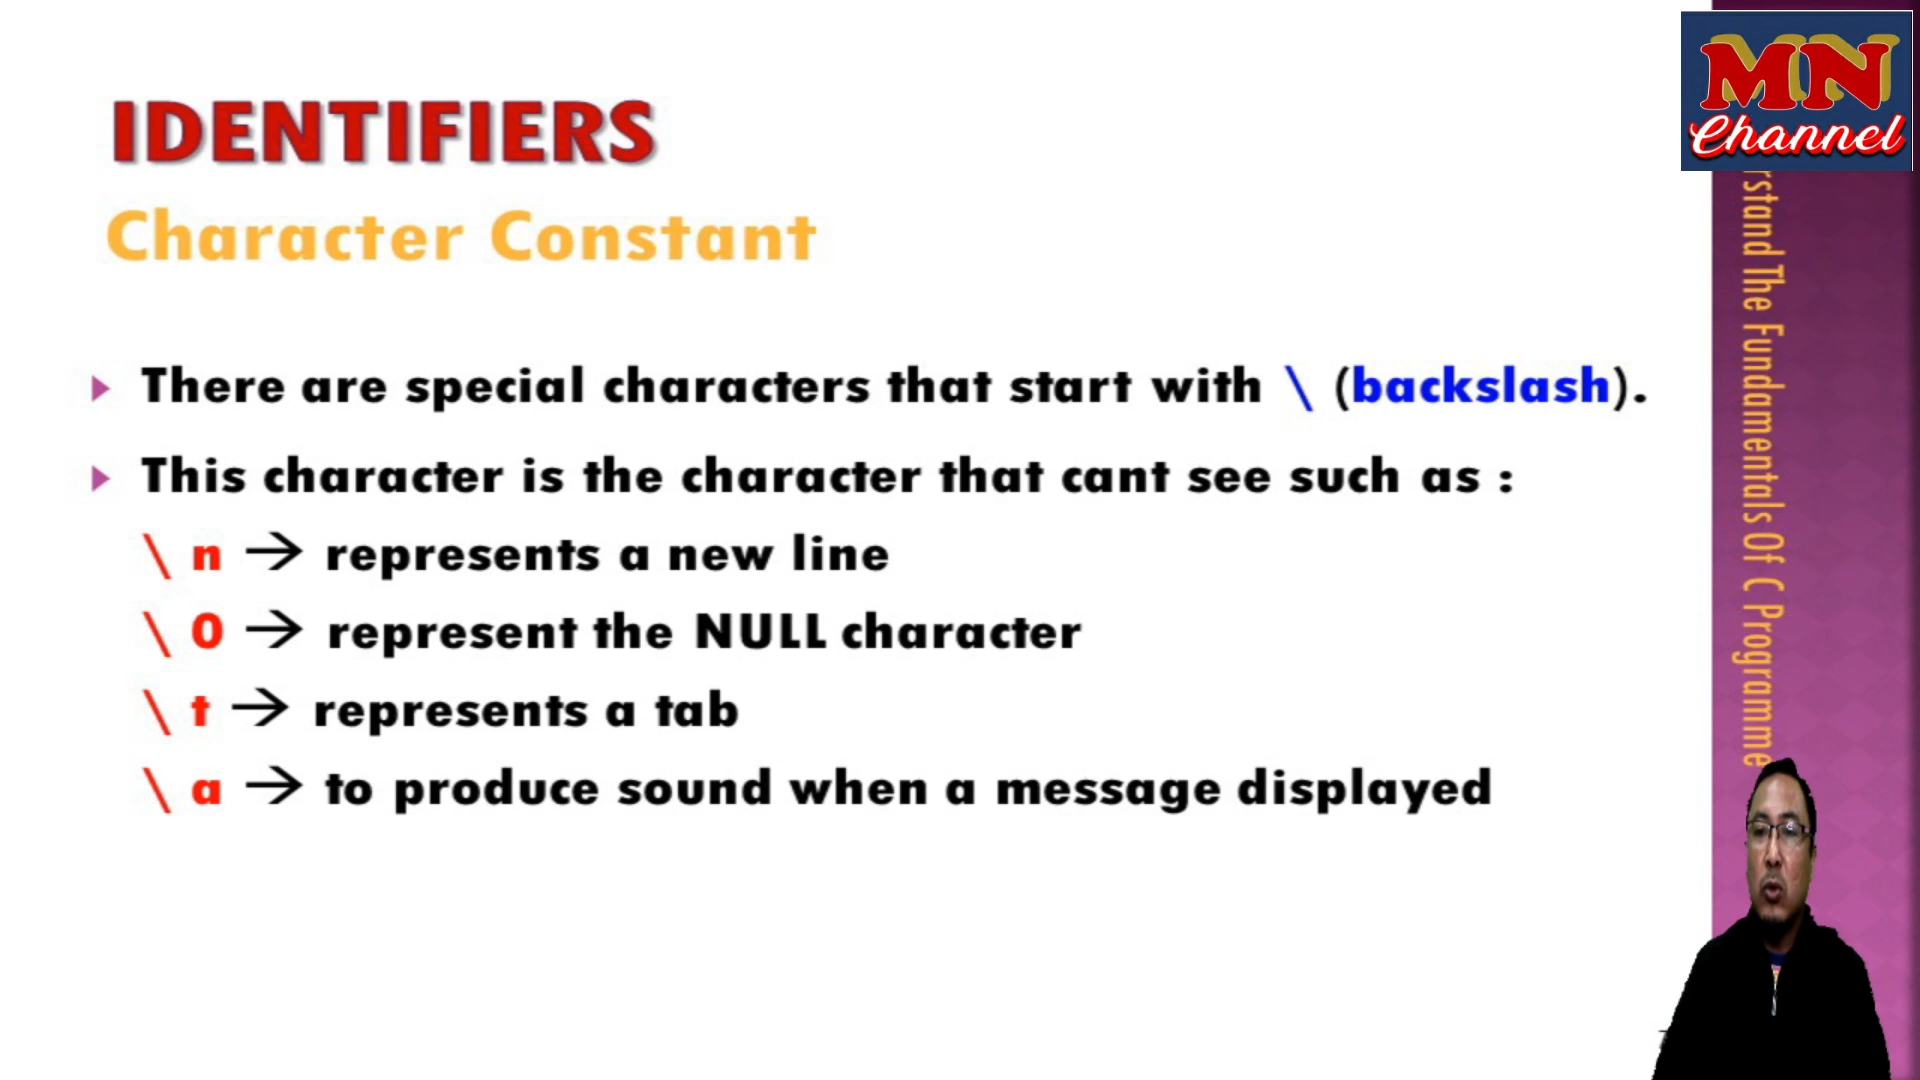 MN
Channel
IDENTIFIERS
Character Constant
There are special characters that start with \ (backslash).
This character is the character that cant see such as :
\ n → represents a new line
\ 0 → represent the NULL character
\ t → represents a tab
\ a → to produce sound when a message displayed
The Fundamentals Of C Programme